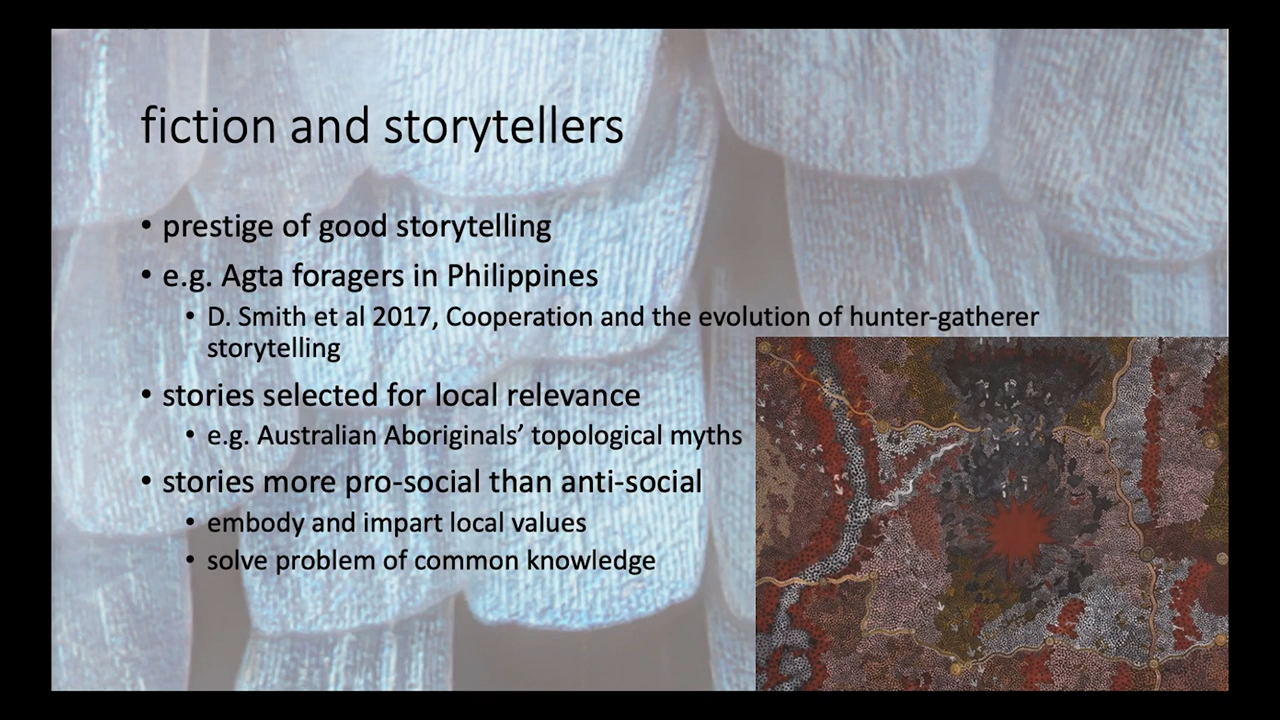 fiction and storytellers
• prestige of good storytelling
• e.g. Agta foragers in Philippines
• D. Smith et al 2017, Cooperation and the evolution of hunter-gatherer
storytelling
• stories selected for local relevance
• e.g. Australian Aboriginals’ topological myths
• stories more pro-social than anti-social
• embody and impart local values
• solve problem of common knowledge